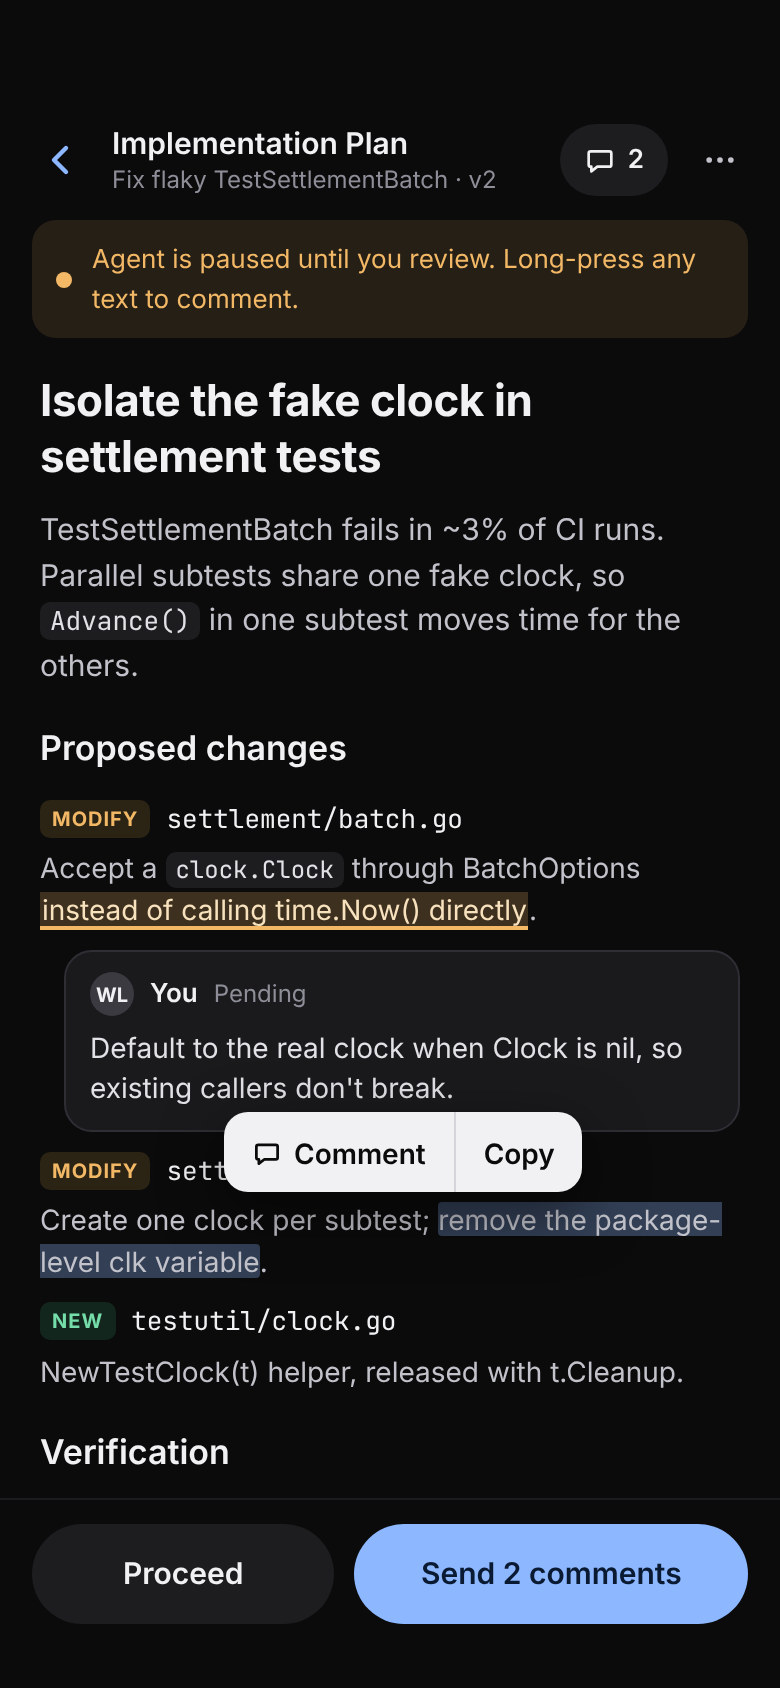 Implementation Plan
Fix flaky TestSettlementBatch · v2
2
Agent is paused until you review. Long-press any
text to comment.
Isolate the fake clock in
settlement tests
TestSettlementBatch fails in ~3% of CI runs.
Parallel subtests share one fake clock, so
Advance() in one subtest moves time for the
others.
Proposed changes
MODIFY settlement/batch.go
Accept a clock.Clock through BatchOptions
instead of calling time.Now() directly.
WL You Pending
Default to the real clock when Clock is nil, so
existing callers don't break.
Comment Copy
MODIFY sett
Create one clock per subtest; remove the package-
level clk variable.
NEW testutil/clock.go
NewTestClock(t) helper, released with t.Cleanup.
Verification
Proceed Send 2 comments